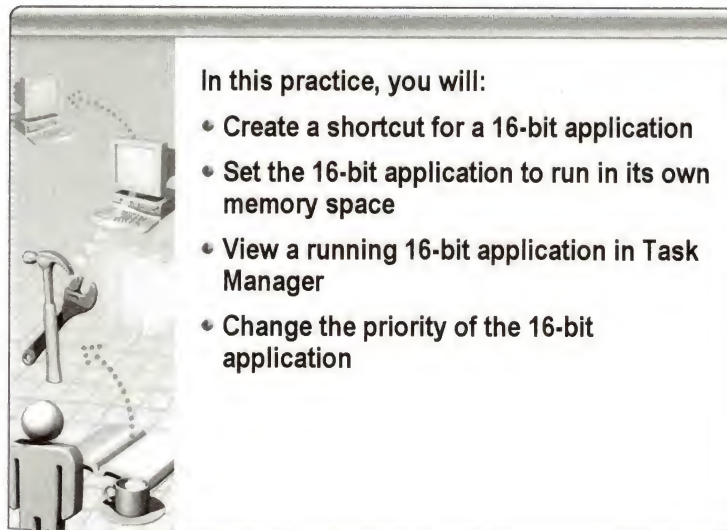 In this practice, you will:
Create a shortcut for a 16-bit application
Set the 16-bit application to run in its own
memory space
View a running 16-bit application in Task
Manager
Change the priority of the 16-bit
application